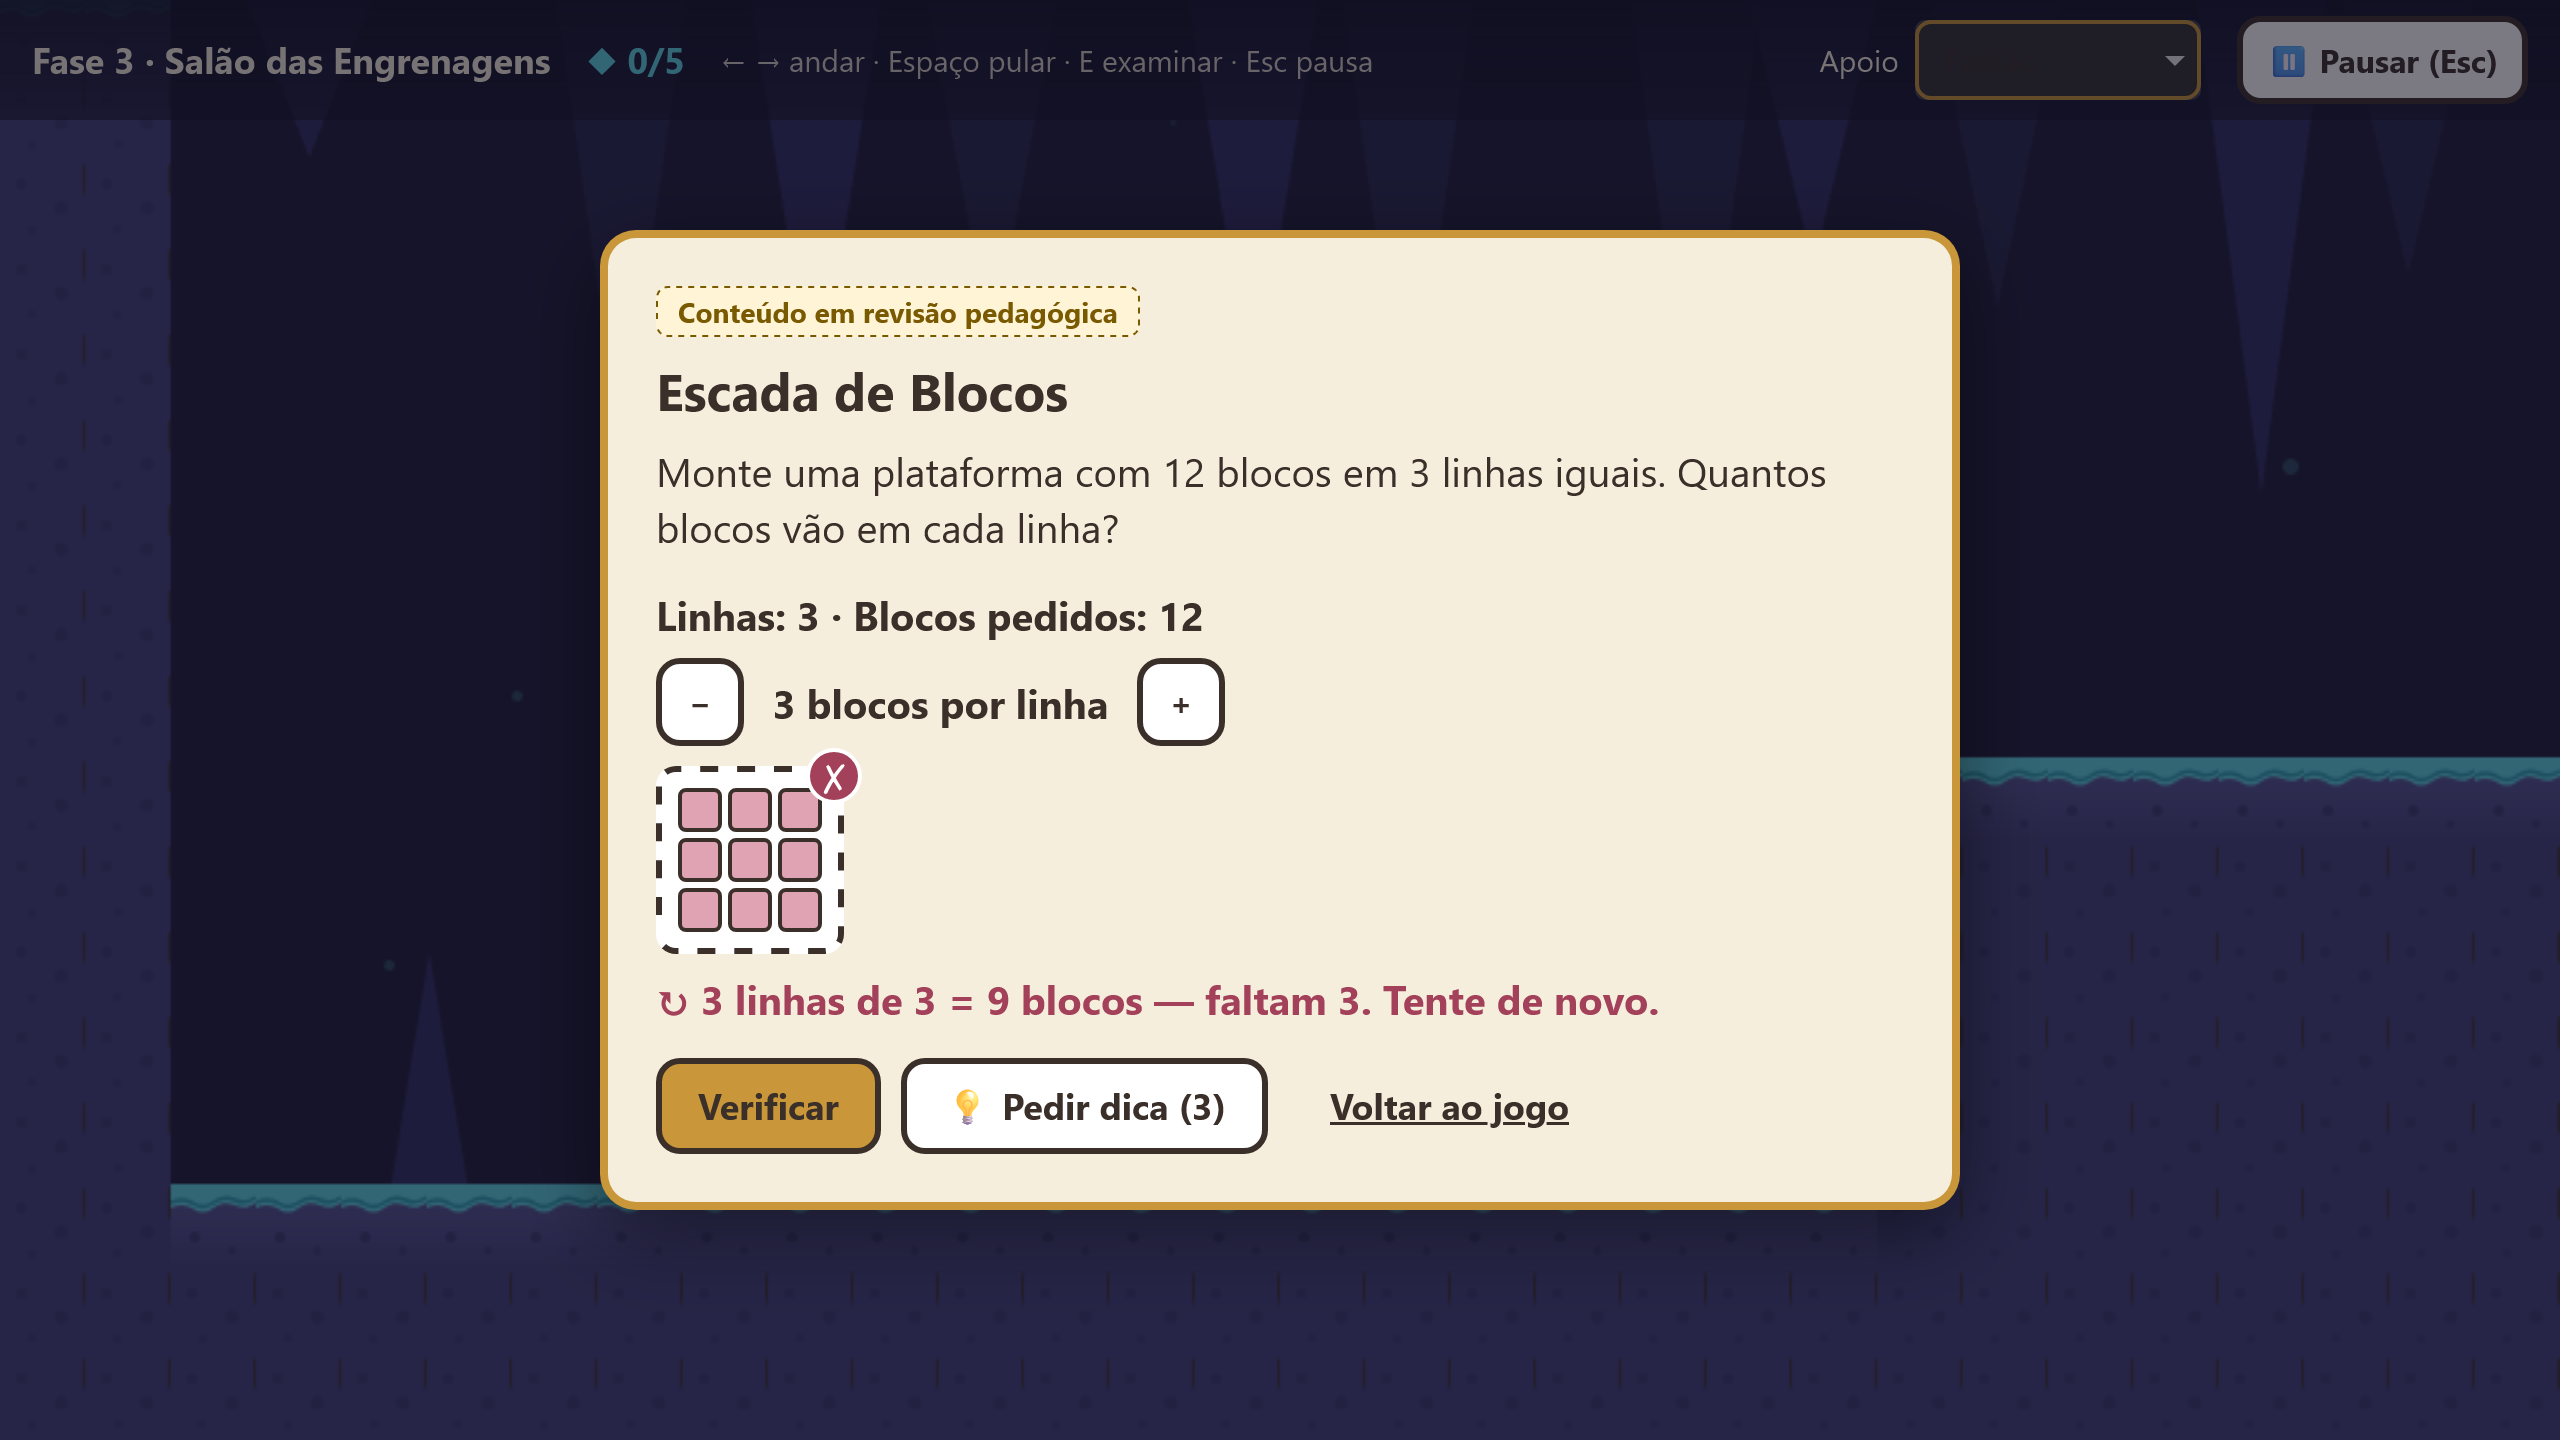 Fase 3 · Salão das Engrenagens ◆ 0/5 ← → andar · Espaço pular · E examinar · Esc pausa Apoio Pausar (Esc)
Conteúdo em revisão pedagógica
Escada de Blocos
Monte uma plataforma com 12 blocos em 3 linhas iguais. Quantos
blocos vão em cada linha?
Linhas: 3 · Blocos pedidos: 12
− 3 blocos por linha +
✗
↻ 3 linhas de 3 = 9 blocos — faltam 3. Tente de novo.
Verificar 💡 Pedir dica (3) Voltar ao jogo